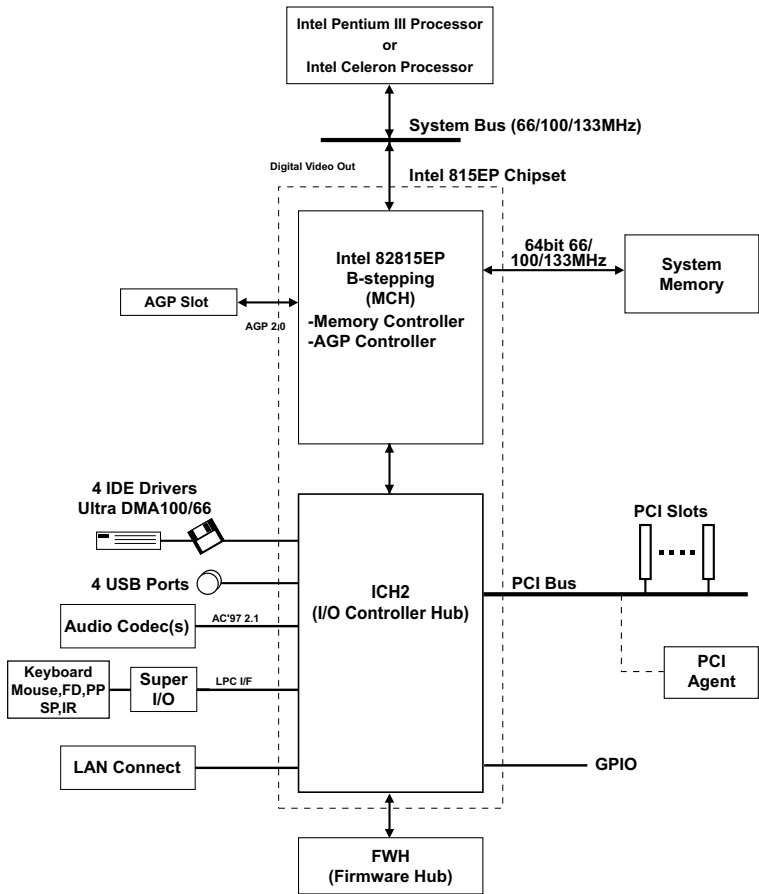 Intel Pentium III Processor
or
Intel Celeron Processor
System Bus (66/100/133MHz)
Digital Video Out
Intel 815EP Chipset
Intel 82815EP
B-stepping
(MCH)
-Memory Controller
-AGP Controller
64bit 66/
100/133MHz
System
Memory
AGP Slot
AGP 2.0
4 IDE Drivers
Ultra DMA100/66
PCI Slots
4 USB Ports
ICH2
(I/O Controller Hub)
PCI Bus
Audio Codec(s)
AC'97 2.1
Keyboard
Mouse,FD,PP
SP,IR
Super
I/O
LPC I/F
PCI
Agent
LAN Connect
GPIO
FWH
(Firmware Hub)